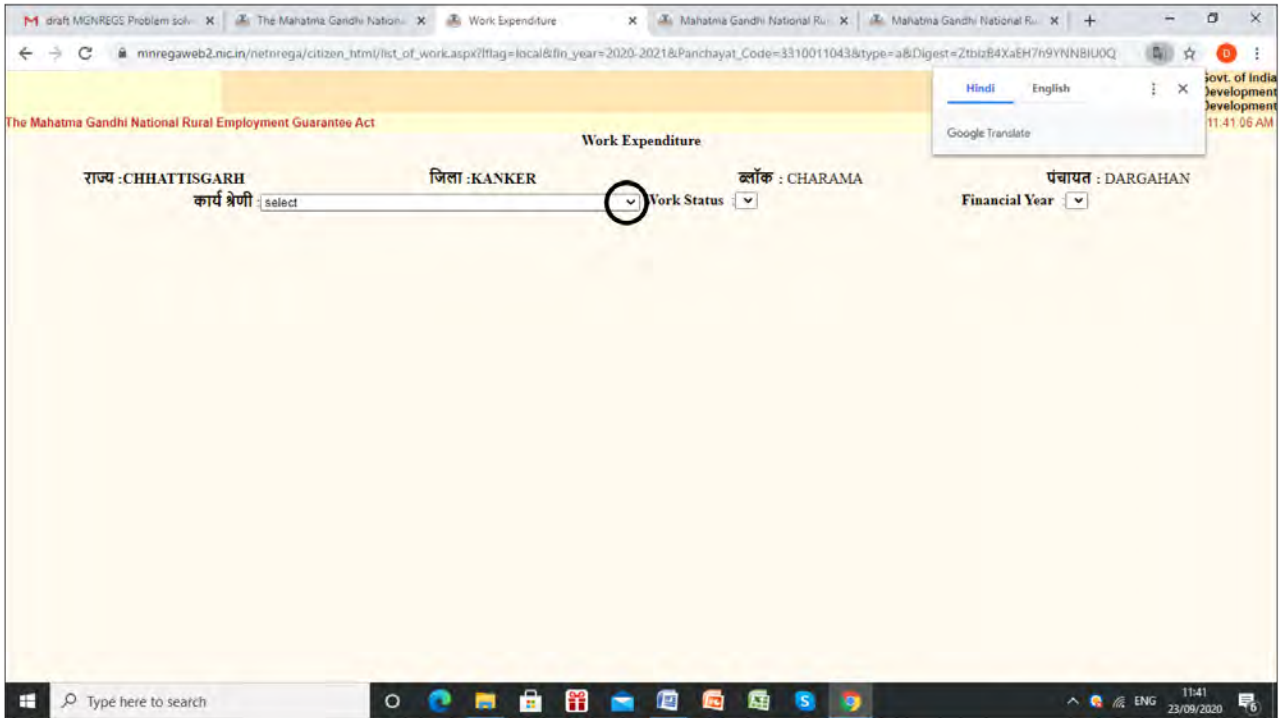 draft MGNREGS Problem solv
The Mahatma Gandhi Nation
Work Expenditure
Mahatma Gandhi National Ru
Mahatma Gandhi National R
mnregaweb2.nic.in/netnrega/citizen_html/list_of_work.aspx?lflag=local&fin_year=2020-2021&Panchayat_Code=3310011043&type=a&Digest=
D
Hindi English
Google Translate
Govt. of India
Development
Development
The Mahatma Gandhi National Rural Employment Guarantee Act
11:41:06 AM
Work Expenditure
राज्य :CHHATTISGARH जिला :KANKER ब्लॉक : CHARAMA पंचायत : DARGAHAN
कार्य श्रेणी : select Work Status : Financial Year :
Type here to search
ENG
11:41
23/09/2020
6